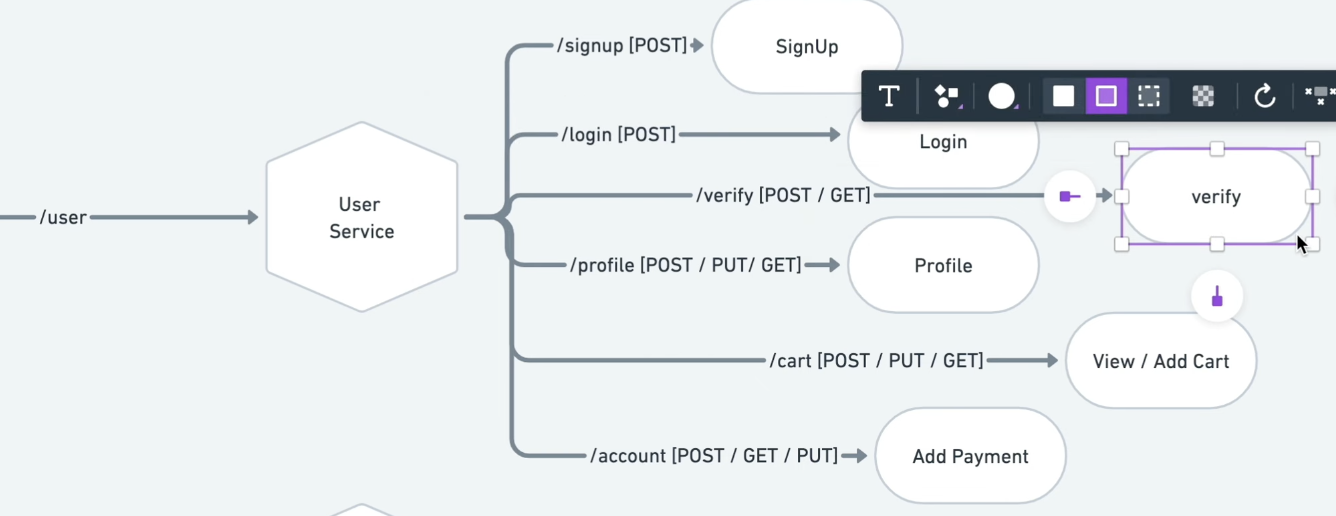 /signup [POST]
SignUp
T
/login [POST]
Login
/verify [POST / GET]
verify
/user
User
Service
/profile [POST / PUT/ GET]
Profile
/cart [POST / PUT / GET]
View / Add Cart
/account [POST / GET / PUT]
Add Payment